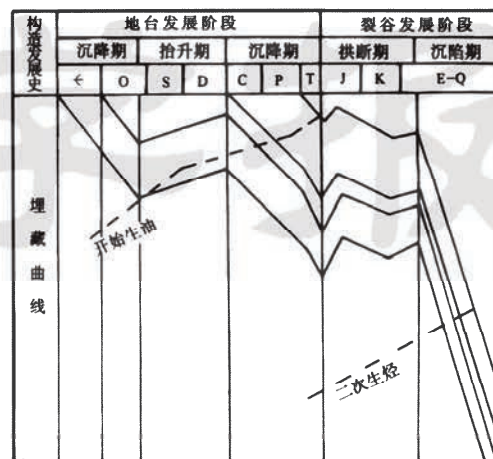 构造发展史
地台发展阶段 裂谷发展阶段
沉降期 抬升期 沉降期 拱断期 沉陷期
∈ O S D C P T J K E-Q
埋藏曲线
开始生油
二次生烃